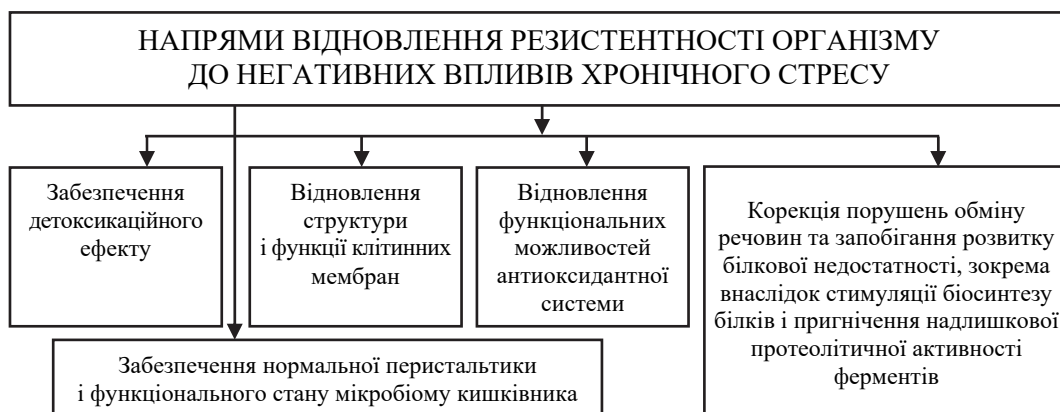 НАПРЯМИ ВІДНОВЛЕННЯ РЕЗИСТЕНТНОСТІ ОРГАНІЗМУ
ДО НЕГАТИВНИХ ВПЛИВІВ ХРОНІЧНОГО СТРЕСУ
Забезпечення
детоксикаційного
ефекту
Відновлення
структури
і функції клітинних
мембран
Відновлення
функціональних
можливостей
антиоксидантної
системи
Корекція порушень обміну
речовин та запобігання розвитку
білкової недостатності, зокрема
внаслідок стимуляції біосинтезу
білків і пригнічення надлишкової
протеолітичної активності
ферментів
Забезпечення нормальної перистальтики
і функціонального стану мікробіому кишківника